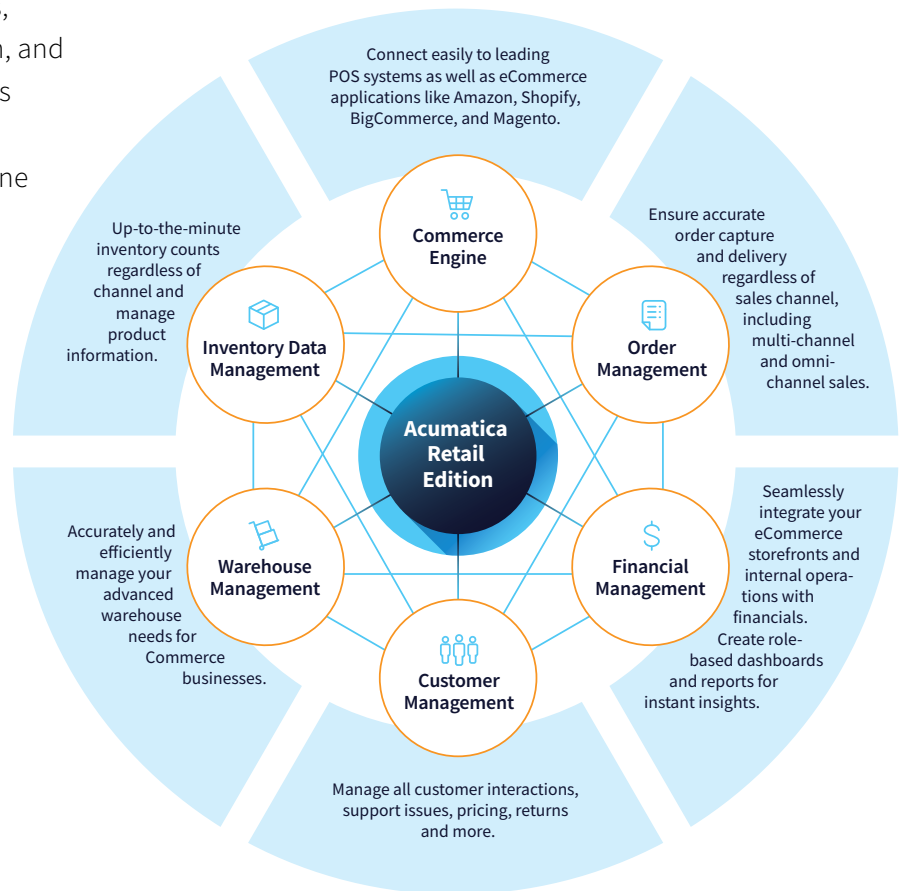 n, and
s
ne
Connect easily to leading
POS systems as well as eCommerce
applications like Amazon, Shopify,
BigCommerce, and Magento.
Commerce
Engine
Ensure accurate
order capture
and delivery
regardless of
sales channel,
including
multi-channel
and omni-
channel sales.
Order
Management
Seamlessly
integrate your
eCommerce
storefronts and
internal opera-
tions with
financials.
Create role-
based dashboards
and reports for
instant insights.
Financial
Management
Manage all customer interactions,
support issues, pricing, returns
and more.
Customer
Management
Accurately and
efficiently
manage your
advanced
warehouse
needs for
Commerce
businesses.
Warehouse
Management
Up-to-the-minute
inventory counts
regardless of
channel and
manage
product
information.
Inventory Data
Management
Acumatica
Retail
Edition